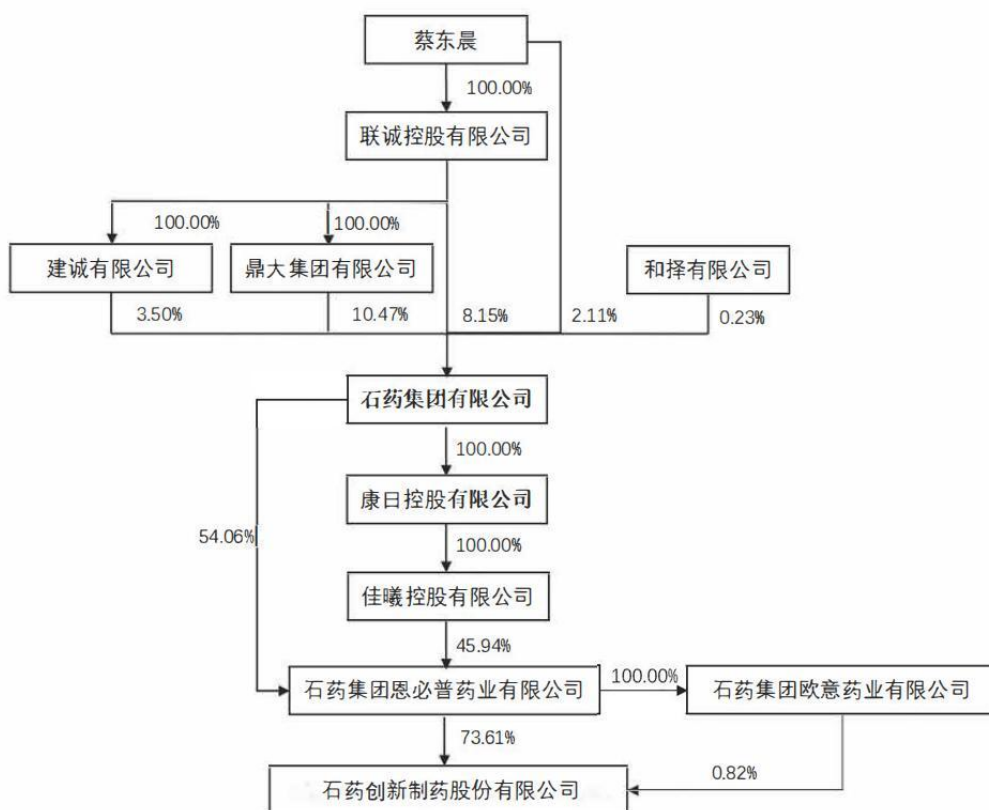 蔡东晨
100.00%
联诚控股有限公司
100.00%
100.00%
建诚有限公司
鼎大集团有限公司
和择有限公司
3.50%
10.47%
8.15%
2.11%
0.23%
石药集团有限公司
100.00%
康日控股有限公司
54.06%
100.00%
佳曦控股有限公司
45.94%
石药集团恩必普药业有限公司
100.00%
石药集团欧意药业有限公司
73.61%
0.82%
石药创新制药股份有限公司